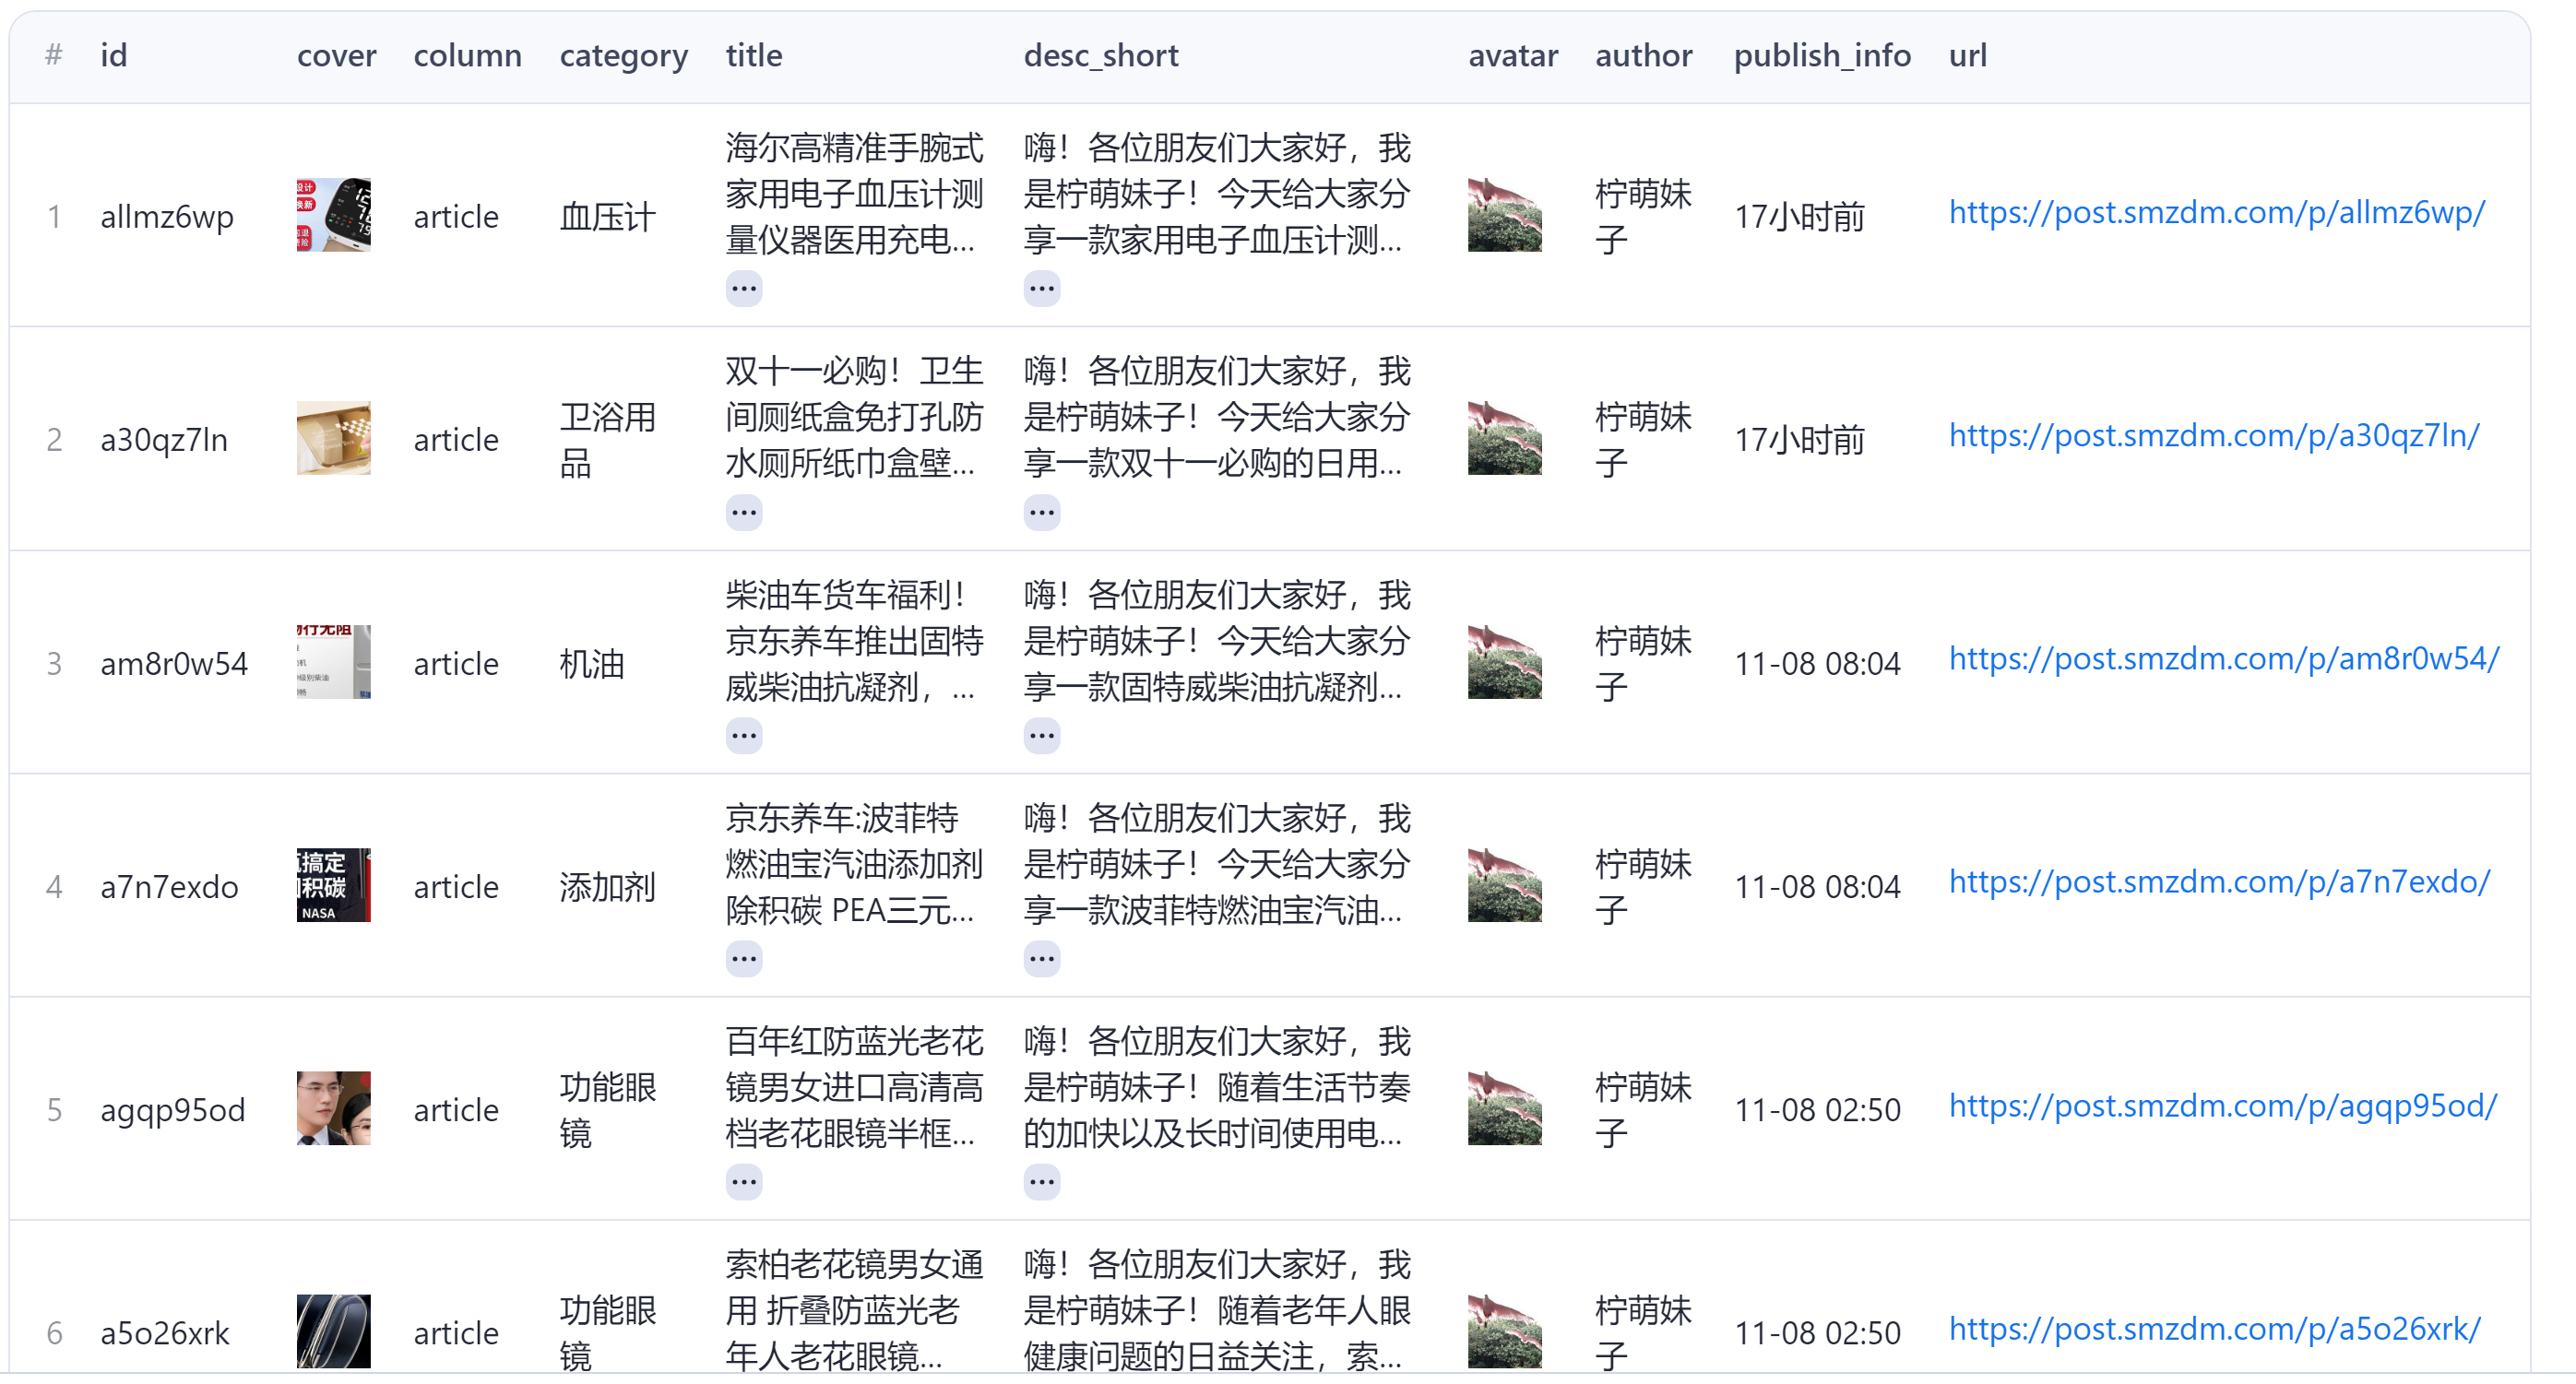 # id cover column category title desc_short avatar author publish_info url
1 allmz6wp article 血压计 海尔高精准手腕式 嗨！各位朋友们大家好，我 柠萌妹 17小时前 https://post.smzdm.com/p/allmz6wp/
家用电子血压计测 是柠萌妹子！今天给大家分 子
量仪器医用充电... 享一款家用电子血压计测...
2 a30qz7ln article 卫浴用 双十一必购！卫生 嗨！各位朋友们大家好，我 柠萌妹 17小时前 https://post.smzdm.com/p/a30qz7ln/
品 间厕纸盒免打孔防 是柠萌妹子！今天给大家分 子
水厕所纸巾盒壁... 享一款双十一必购的日用...
3 am8r0w54 article 机油 柴油车货车福利！ 嗨！各位朋友们大家好，我 柠萌妹 11-08 08:04 https://post.smzdm.com/p/am8r0w54/
京东养车推出固特 是柠萌妹子！今天给大家分 子
威柴油抗凝剂，... 享一款固特威柴油抗凝剂...
4 a7n7exdo 搞定 积碳 NASA article 添加剂 京东养车:波菲特 嗨！各位朋友们大家好，我 柠萌妹 11-08 08:04 https://post.smzdm.com/p/a7n7exdo/
燃油宝汽油添加剂 是柠萌妹子！今天给大家分 子
除积碳 PEA三元... 享一款波菲特燃油宝汽油...
5 agqp95od article 功能眼 百年红防蓝光老花 嗨！各位朋友们大家好，我 柠萌妹 11-08 02:50 https://post.smzdm.com/p/agqp95od/
镜 镜男女进口高清高 是柠萌妹子！随着生活节奏 子
档老花眼镜半框... 的加快以及长时间使用电...
6 a5o26xrk article 功能眼 索柏老花镜男女通 嗨！各位朋友们大家好，我 柠萌妹 11-08 02:50 https://post.smzdm.com/p/a5o26xrk/
镜 用 折叠防蓝光老 是柠萌妹子！随着老年人眼 子
年人老花眼镜... 健康问题的日益关注，索...